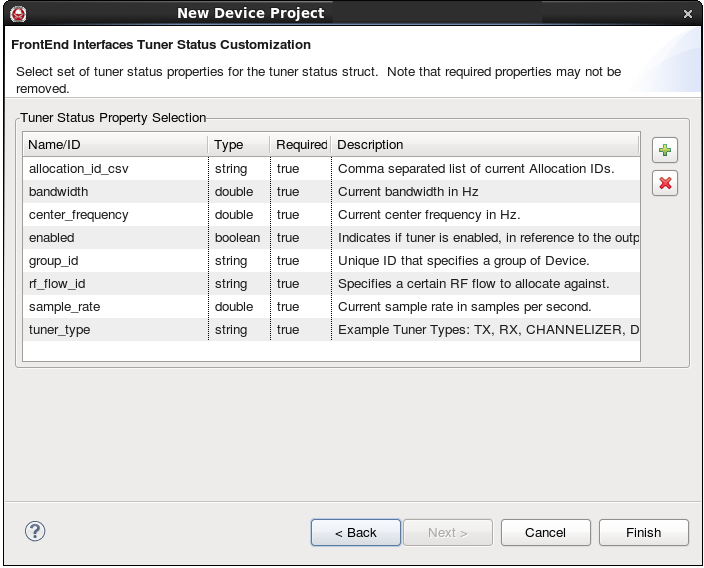 New Device Project
FrontEnd Interfaces Tuner Status Customization
Select set of tuner status properties for the tuner status struct. Note that required properties may not be
removed.
Tuner Status Property Selection
Name/ID Type Required Description
allocation_id_csv string true Comma separated list of current Allocation IDs.
bandwidth double true Current bandwidth in Hz
center_frequency double true Current center frequency in Hz.
enabled boolean true Indicates if tuner is enabled, in reference to the outp
group_id string true Unique ID that specifies a group of Device.
rf_flow_id string true Specifies a certain RF flow to allocate against.
sample_rate double true Current sample rate in samples per second.
tuner_type string true Example Tuner Types: TX, RX, CHANNELIZER, D
? < Back Next > Cancel Finish